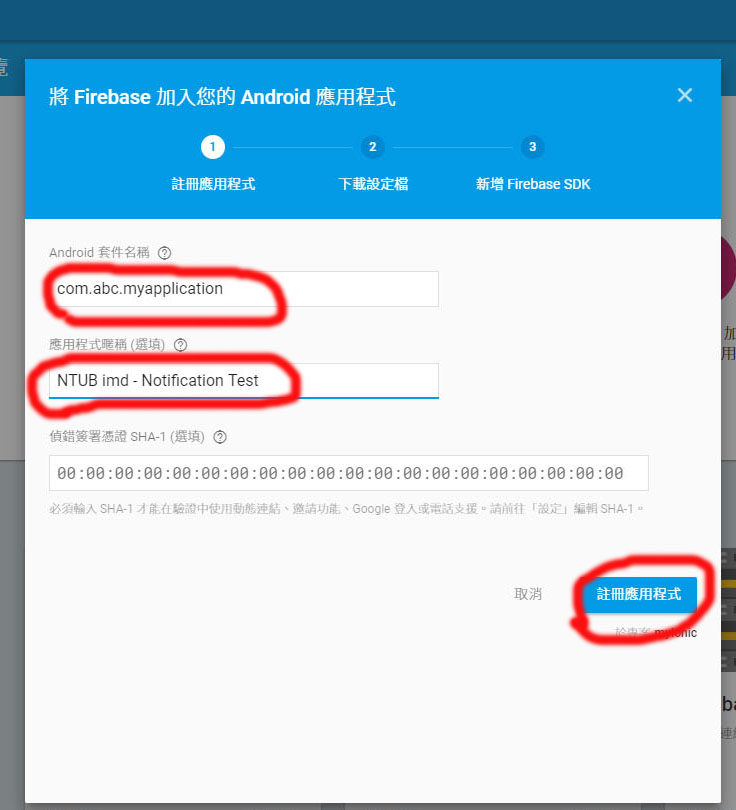 覽
將 Firebase 加入您的 Android 應用程式
1
2
3
註冊應用程式
下載設定檔
新增 Firebase SDK
Android 套件名稱
com.abc.myapplication
應用程式暱稱 (選填)
NTUB imd - Notification Test
偵錯簽署憑證 SHA-1 (選填)
00:00:00:00:00:00:00:00:00:00:00:00:00:00:00:00:00:00:00:00
必須輸入 SHA-1 才能在驗證中使用動態連結、邀請功能、Google 登入或電話支援。請前往「設定」編輯 SHA-1。
取消
註冊應用程式
於專案 myIonic
加
用